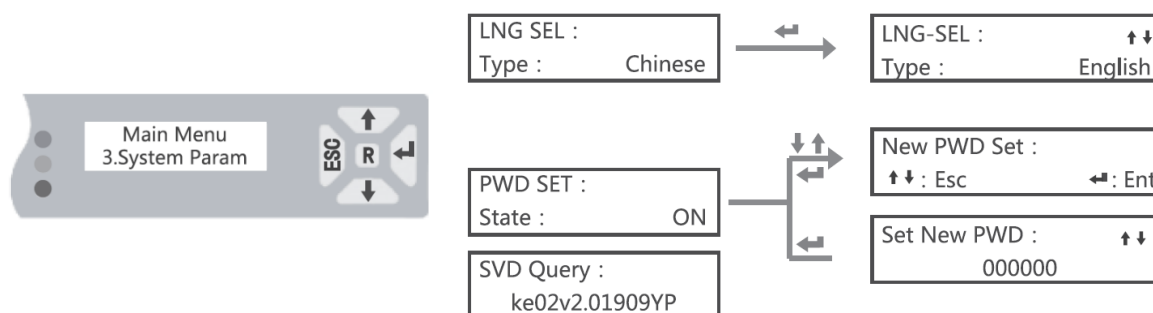 Main Menu
3.System Param
ESC
R
LNG SEL :
Type : Chinese
LNG-SEL :
Type : English
PWD SET :
State : ON
New PWD Set :
: Esc : Ent
Set New PWD :
000000
SVD Query :
ke02v2.01909YP